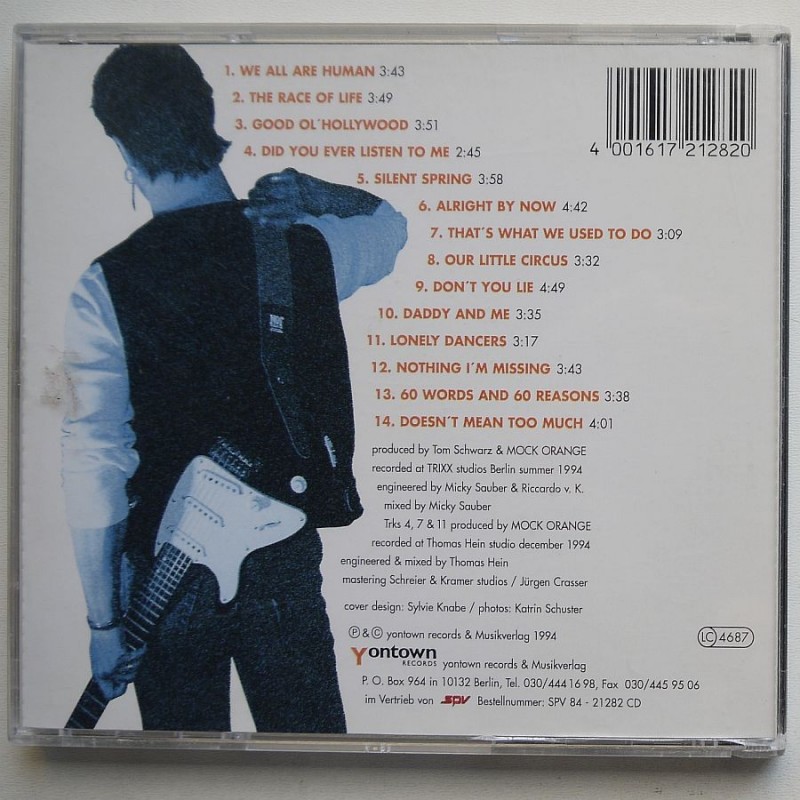 1. WE ALL ARE HUMAN 3:43
2. THE RACE OF LIFE 3:49
3. GOOD OL´HOLLYWOOD 3:51
4. DID YOU EVER LISTEN TO ME 2:45
5. SILENT SPRING 3:58
6. ALRIGHT BY NOW 4:42
7. THAT´S WHAT WE USED TO DO 3:09
8. OUR LITTLE CIRCUS 3:32
9. DON´T YOU LIE 4:49
10. DADDY AND ME 3:35
11. LONELY DANCERS 3:17
12. NOTHING I´M MISSING 3:43
13. 60 WORDS AND 60 REASONS 3:38
14. DOESN´T MEAN TOO MUCH 4:01
4 001617 212820
produced by Tom Schwarz & MOCK ORANGE
recorded at TRIXX studios Berlin summer 1994
engineered by Micky Sauber & Riccardo v. K.
mixed by Micky Sauber
Trks 4, 7 & 11 produced by MOCK ORANGE
recorded at Thomas Hein studio december 1994
engineered & mixed by Thomas Hein
mastering Schreier & Kramer studios / Jürgen Crasser
cover design: Sylvie Knabe / photos: Katrin Schuster
Ⓟ & © yontown records & Musikverlag 1994
LC 4687
Yontown
RECORDS yontown records & Musikverlag
P. O. Box 964 in 10132 Berlin, Tel. 030/444 16 98, Fax 030/445 95 06
im Vertrieb von SPV Bestellnummer: SPV 84 - 21282 CD